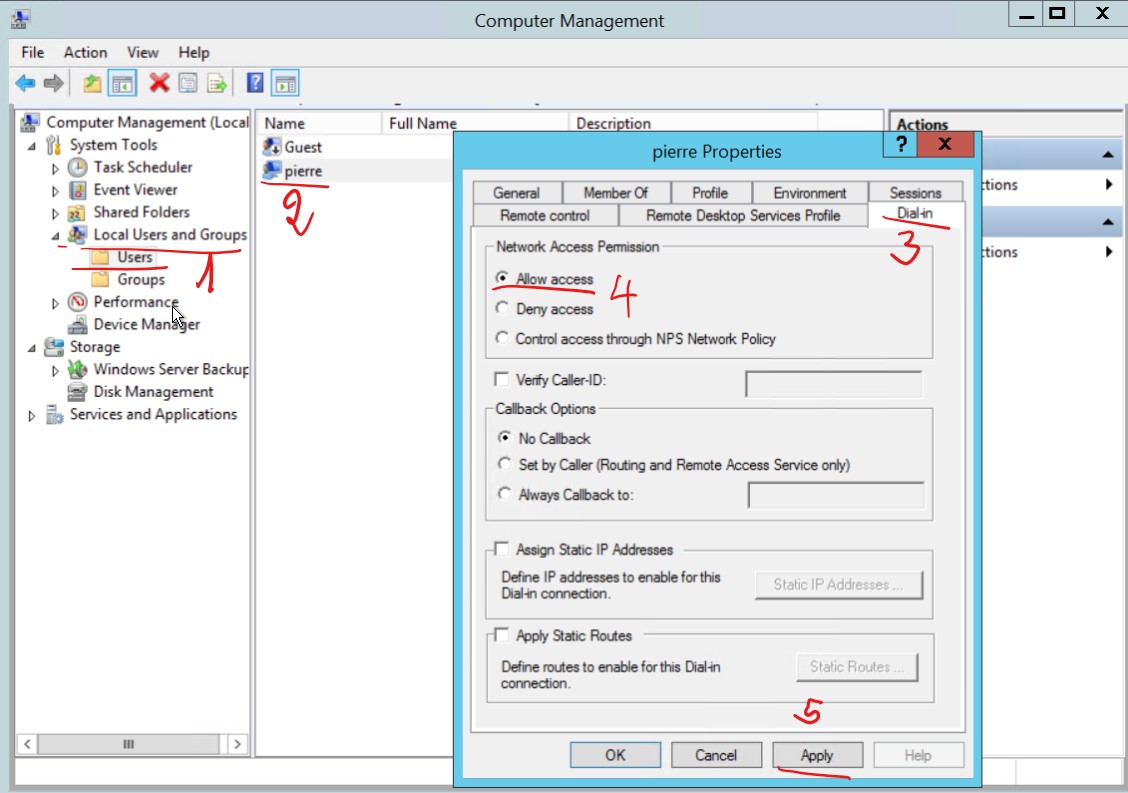 Computer Management
File Action View Help
Computer Management (Local
System Tools
Task Scheduler
Event Viewer
Shared Folders
Local Users and Groups
Users
1
Groups
Performance
Device Manager
Storage
Windows Server Backup
Disk Management
Services and Applications
Name Full Name Description
Guest
pierre
2
Actions
ctions
ctions
pierre Properties
? X
General Member Of Profile Environment Sessions
Remote control Remote Desktop Services Profile Dial-in
3
Network Access Permission
Allow access
4
Deny access
Control access through NPS Network Policy
Verify Caller-ID:
Callback Options
No Callback
Set by Caller (Routing and Remote Access Service only)
Always Callback to:
Assign Static IP Addresses
Define IP addresses to enable for this
Dial-in connection.
Static IP Addresses ...
Apply Static Routes
Define routes to enable for this Dial-in
connection.
Static Routes ...
5
OK Cancel Apply Help